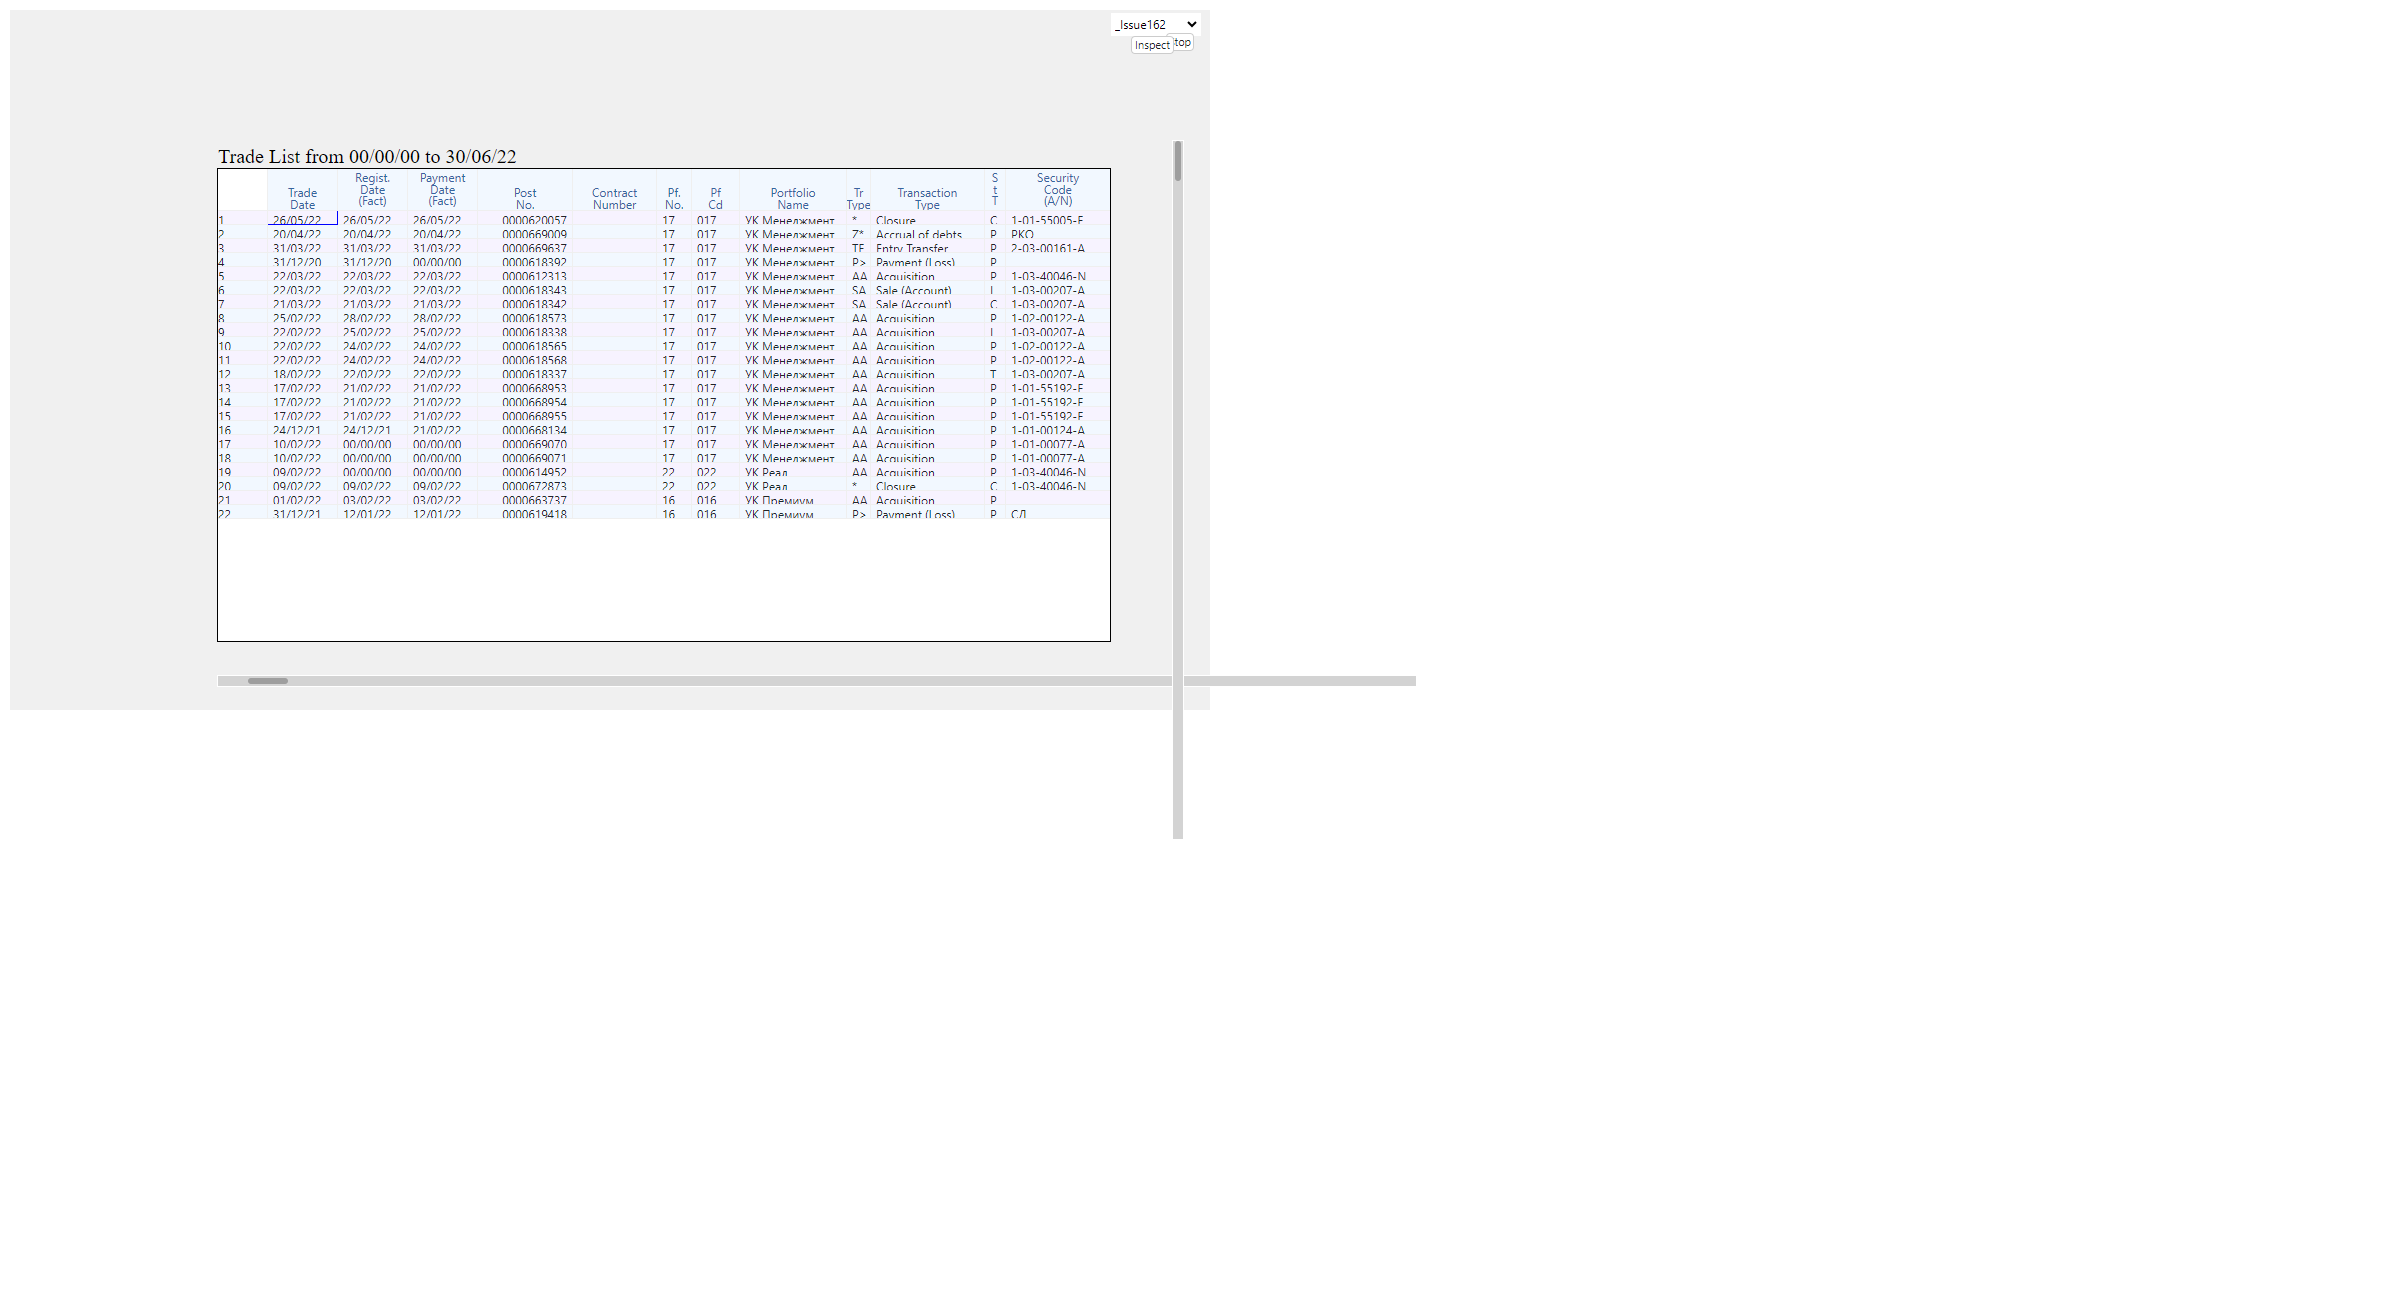 _Issue162
Inspect top
Trade List from 00/00/00 to 30/06/22
Trade Date Regist. Date (Fact) Payment Date (Fact) Post No. Contract Number Pf. No. Pf Cd Portfolio Name Tr Type Transaction Type S t T Security Code (A/N)
1 26/05/22 26/05/22 26/05/22 0000620057 17 017 УК Менеджмент * Closure C 1-01-55005-E
2 20/04/22 20/04/22 20/04/22 0000669009 17 017 УК Менеджмент Z* Accrual of debts P РКО
3 31/03/22 31/03/22 31/03/22 0000669637 17 017 УК Менеджмент TE Entry Transfer P 2-03-00161-A
4 31/12/20 31/12/20 00/00/00 0000618392 17 017 УК Менеджмент P> Payment (Loss) P
5 22/03/22 22/03/22 22/03/22 0000612313 17 017 УК Менеджмент AA Acquisition P 1-03-40046-N
6 22/03/22 22/03/22 22/03/22 0000618343 17 017 УК Менеджмент SA Sale (Account) 1-03-00207-A
7 21/03/22 21/03/22 21/03/22 0000618342 17 017 УК Менеджмент SA Sale (Account) C 1-03-00207-A
8 25/02/22 28/02/22 28/02/22 0000618573 17 017 УК Менеджмент AA Acquisition P 1-02-00122-A
9 22/02/22 25/02/22 25/02/22 0000618338 17 017 УК Менеджмент AA Acquisition 1-03-00207-A
10 22/02/22 24/02/22 24/02/22 0000618565 17 017 УК Менеджмент AA Acquisition P 1-02-00122-A
11 22/02/22 24/02/22 24/02/22 0000618568 17 017 УК Менеджмент AA Acquisition P 1-02-00122-A
12 18/02/22 22/02/22 22/02/22 0000618337 17 017 УК Менеджмент AA Acquisition T 1-03-00207-A
13 17/02/22 21/02/22 21/02/22 0000668953 17 017 УК Менеджмент AA Acquisition P 1-01-55192-E
14 17/02/22 21/02/22 21/02/22 0000668954 17 017 УК Менеджмент AA Acquisition P 1-01-55192-E
15 17/02/22 21/02/22 21/02/22 0000668955 17 017 УК Менеджмент AA Acquisition P 1-01-55192-E
16 24/12/21 24/12/21 21/02/22 0000668134 17 017 УК Менеджмент AA Acquisition P 1-01-00124-A
17 10/02/22 00/00/00 00/00/00 0000669070 17 017 УК Менеджмент AA Acquisition P 1-01-00077-A
18 10/02/22 00/00/00 00/00/00 0000669071 17 017 УК Менеджмент AA Acquisition P 1-01-00077-A
19 09/02/22 00/00/00 00/00/00 0000614952 22 022 УК Реал AA Acquisition P 1-03-40046-N
20 09/02/22 09/02/22 09/02/22 0000672873 22 022 УК Реал * Closure C 1-03-40046-N
21 01/02/22 03/02/22 03/02/22 0000663737 16 016 УК Премиум AA Acquisition P
22 31/12/21 12/01/22 12/01/22 0000619418 16 016 УК Премиум P> Payment (Loss) P СД